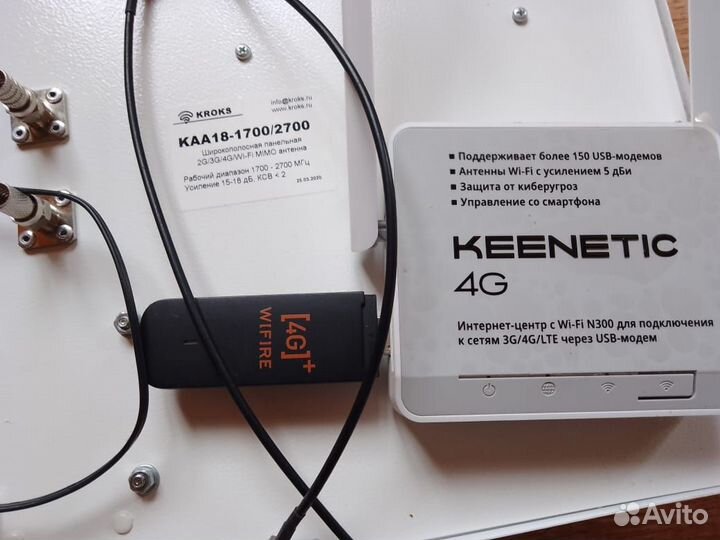 KROKS
info@kroks.ru
www.kroks.ru
KAA18-1700/2700
Широкополосная панельная
2G/3G/4G/Wi-Fi MIMO антенна
Рабочий диапазон 1700 - 2700 МГц
Усиление 15-18 дБ, КСВ < 2
25.03.2020
[4G]+
WIFIRE
▪ Поддерживает более 150 USB-модемов
▪ Антенны Wi-Fi с усилением 5 дБи
▪ Защита от киберугроз
▪ Управление со смартфона
KEENETIC
4G
Интернет-центр с Wi-Fi N300 для подключения
к сетям 3G/4G/LTE через USB-модем
Avito